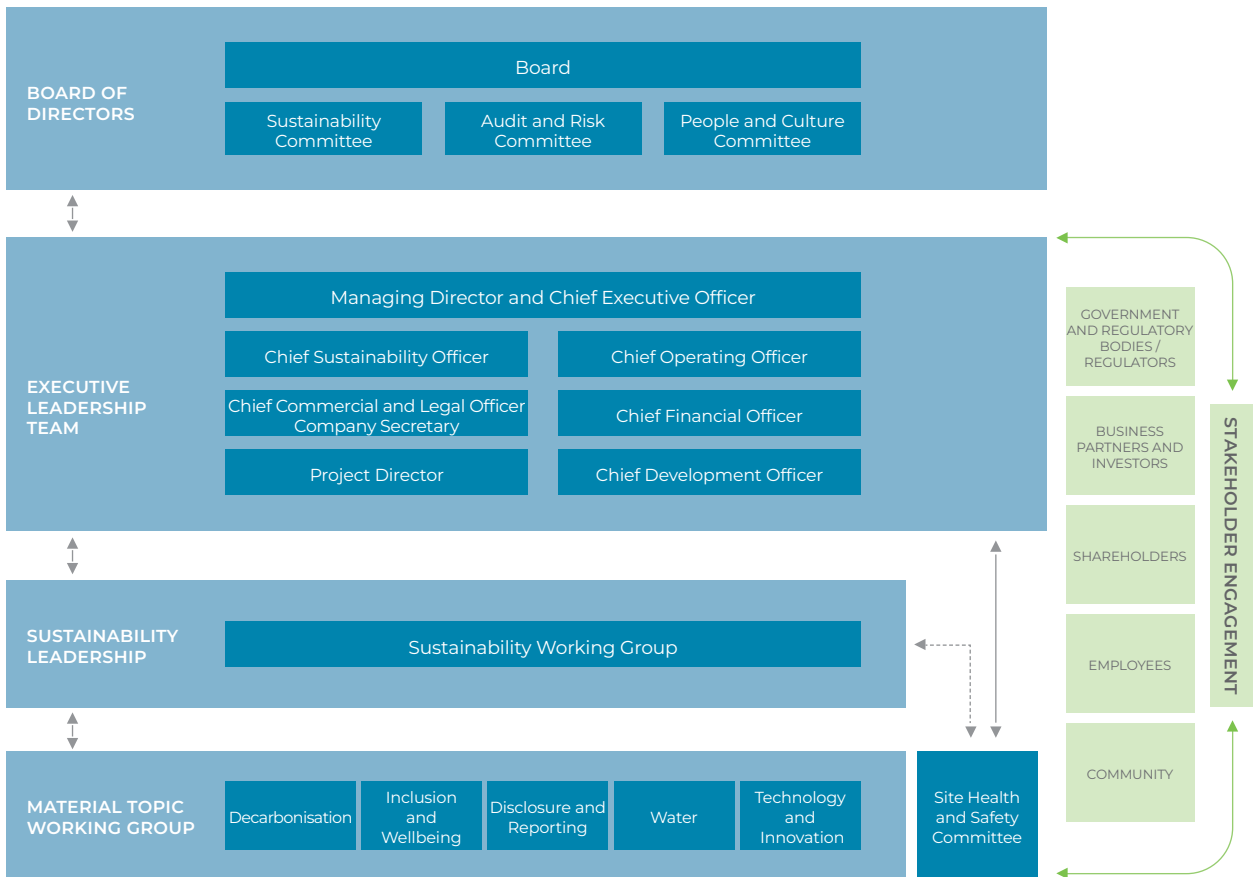 BOARD OF
DIRECTORS
Board
Sustainability
Committee
Audit and Risk
Committee
People and Culture
Committee
EXECUTIVE
LEADERSHIP
TEAM
Managing Director and Chief Executive Officer
Chief Sustainability Officer
Chief Operating Officer
Chief Commercial and Legal Officer
Company Secretary
Chief Financial Officer
Project Director
Chief Development Officer
SUSTAINABILITY
LEADERSHIP
Sustainability Working Group
MATERIAL TOPIC
WORKING GROUP
Decarbonisation
Inclusion
and
Wellbeing
Disclosure and
Reporting
Water
Technology
and
Innovation
Site Health
and Safety
Committee
GOVERNMENT
AND REGULATORY
BODIES /
REGULATORS
BUSINESS
PARTNERS AND
INVESTORS
SHAREHOLDERS
EMPLOYEES
COMMUNITY
STAKEHOLDER ENGAGEMENT